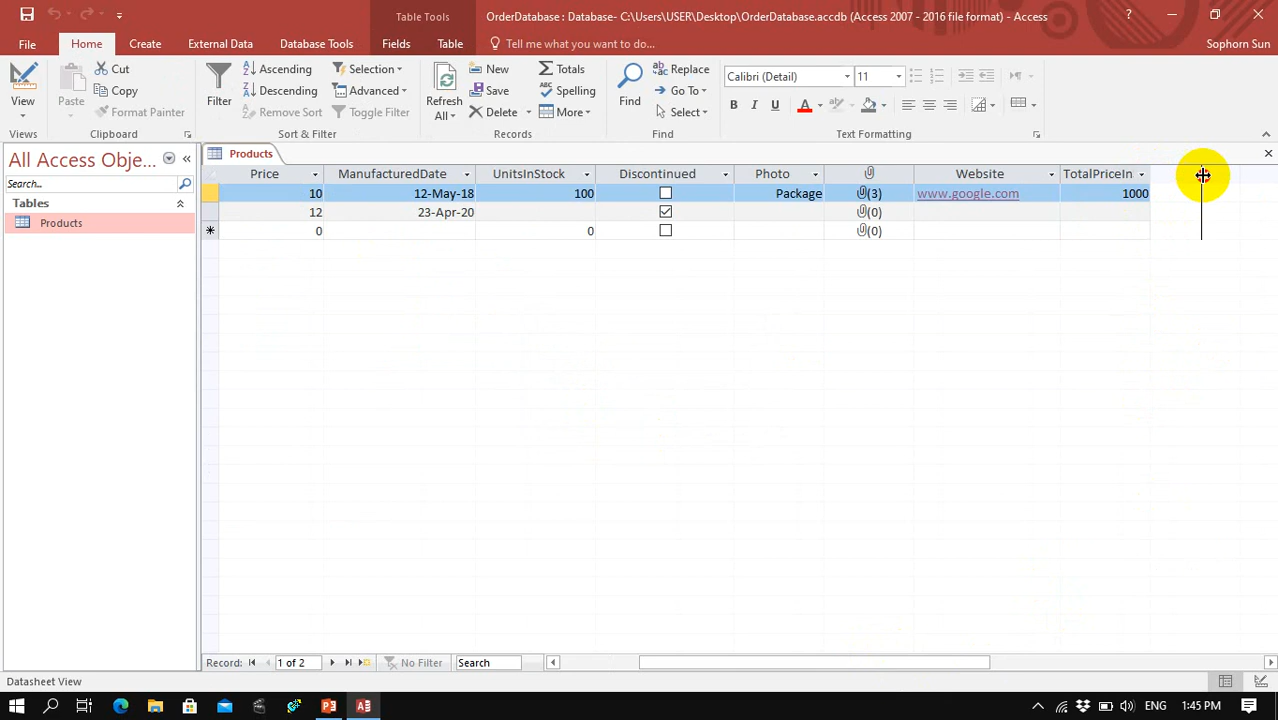 Table Tools
OrderDatabase : Database- C:\Users\USER\Desktop\OrderDatabase.accdb (Access 2007 - 2016 file format) - Access
?
File Home Create External Data Database Tools Fields Table Tell me what you want to do... Sophorn Sun
View
Views
Paste
Cut
Copy
Format Painter
Clipboard
Filter
Ascending
Descending
Remove Sort
Selection
Advanced
Toggle Filter
Sort & Filter
Refresh
All
New
Save
Delete
Totals
Spelling
More
Records
Find
Replace
Go To
Select
Find
Calibri (Detail) 11
B I U A ab
Text Formatting
All Access Obje...
Search...
Tables
Products
Products
Price ManufacturedDate UnitsInStock Discontinued Photo Website TotalPriceIn
10 12-May-18 100 Package (3) www.google.com 1000
12 23-Apr-20 (0)
0 0 (0)
Record: 1 of 2 No Filter Search
Datasheet View
ENG 1:45 PM